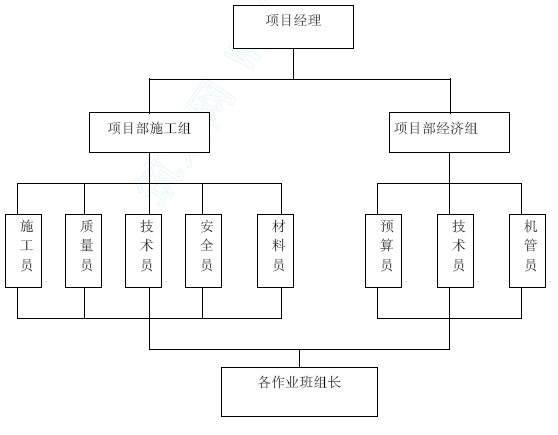 项目经理
项目部施工组
项目部经济组
施工员
质量员
技术员
安全员
材料员
预算员
技术员
机管员
各作业班组长